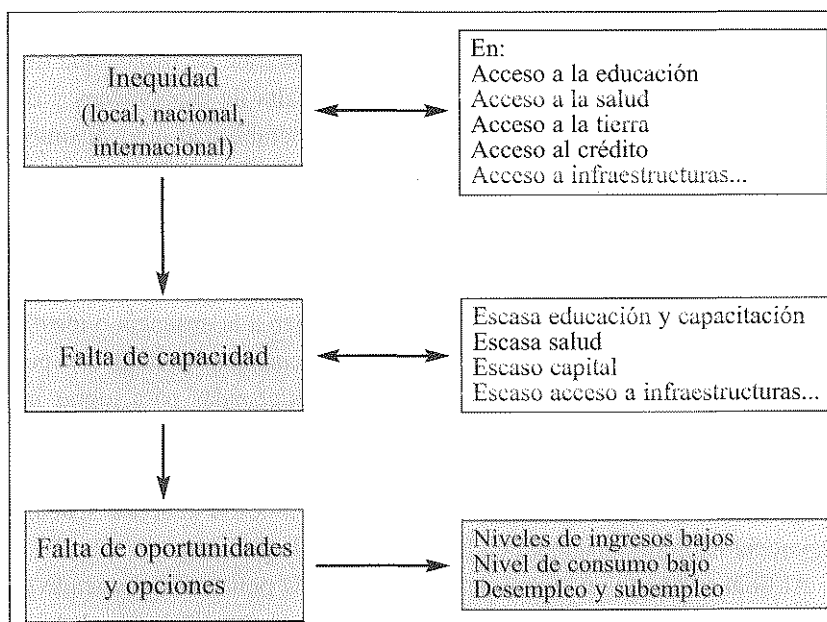 Inequidad
(local, nacional,
internacional)
En:
Acceso a la educación
Acceso a la salud
Acceso a la tierra
Acceso al crédito
Acceso a infraestructuras...
Falta de capacidad
Escasa educación y capacitación
Escasa salud
Escaso capital
Escaso acceso a infraestructuras...
Falta de oportunidades
y opciones
Niveles de ingresos bajos
Nivel de consumo bajo
Desempleo y subempleo